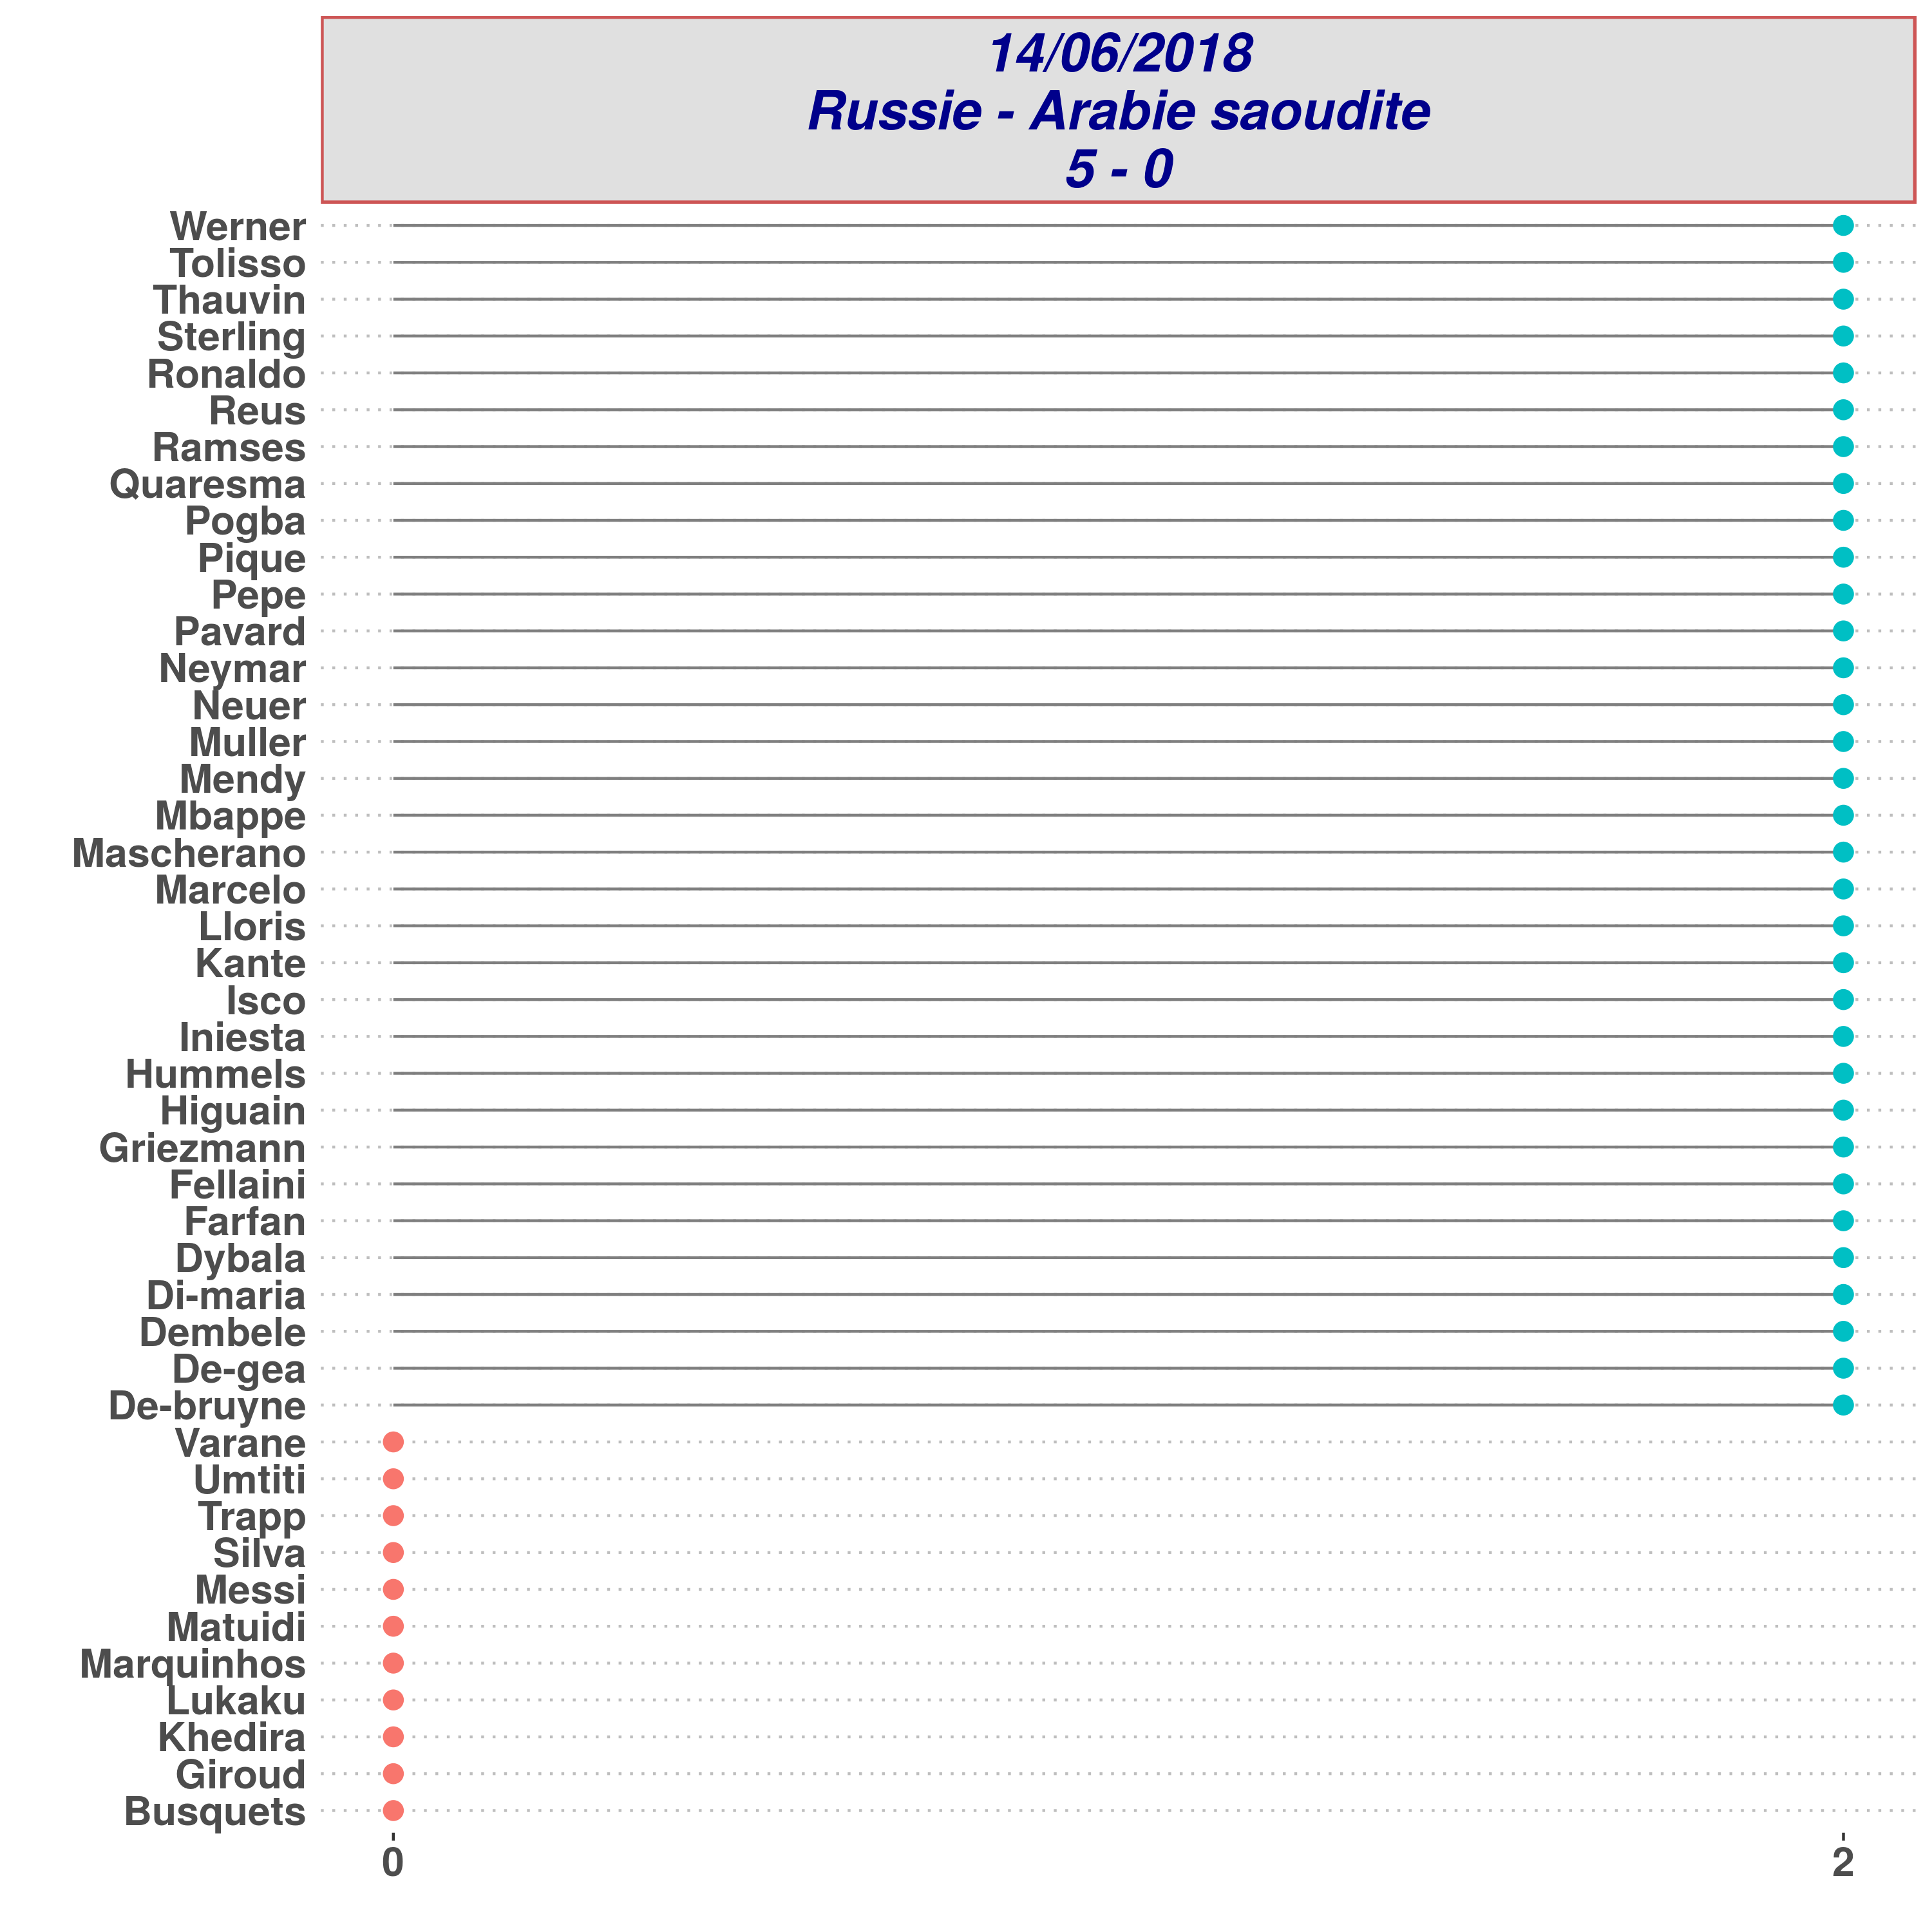 14/06/2018
Russie - Arabie saoudite
5 - 0
Werner
Tolisso
Thauvin
Sterling
Ronaldo
Reus
Ramses
Quaresma
Pogba
Pique
Pepe
Pavard
Neymar
Neuer
Muller
Mendy
Mbappe
Mascherano
Marcelo
Lloris
Kante
Isco
Iniesta
Hummels
Higuain
Griezmann
Fellaini
Farfan
Dybala
Di-maria
Dembele
De-gea
De-bruyne
Varane
Umtiti
Trapp
Silva
Messi
Matuidi
Marquinhos
Lukaku
Khedira
Giroud
Busquets
0 2